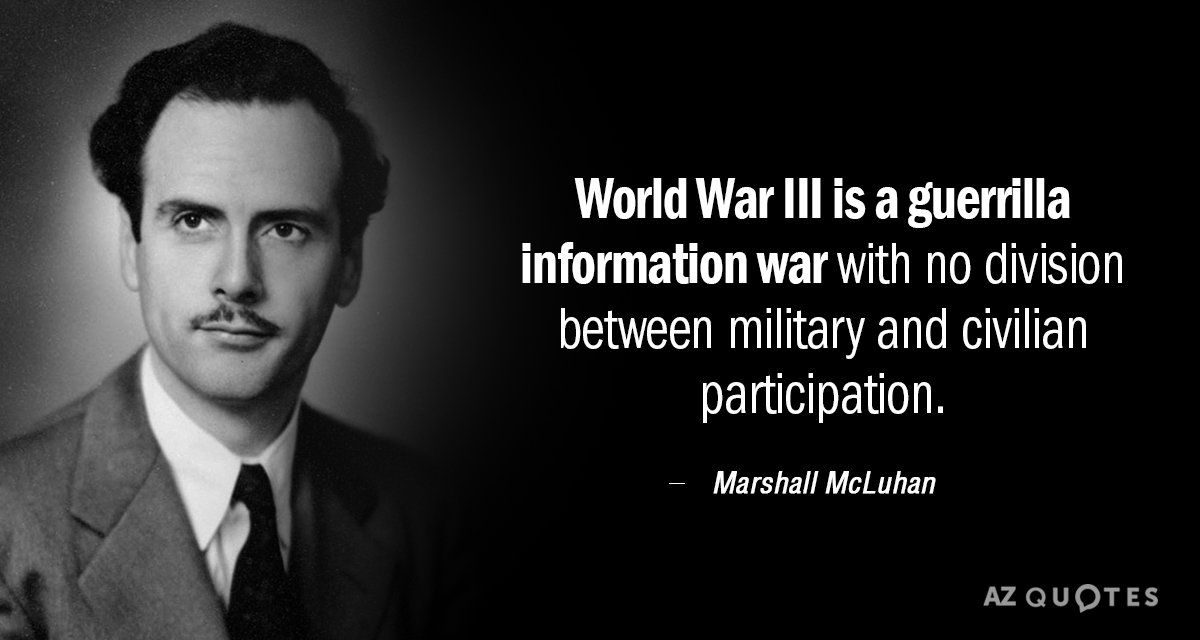 World War III is a guerrilla
information war with no division
between military and civilian
participation.
– Marshall McLuhan
AZ QUOTES